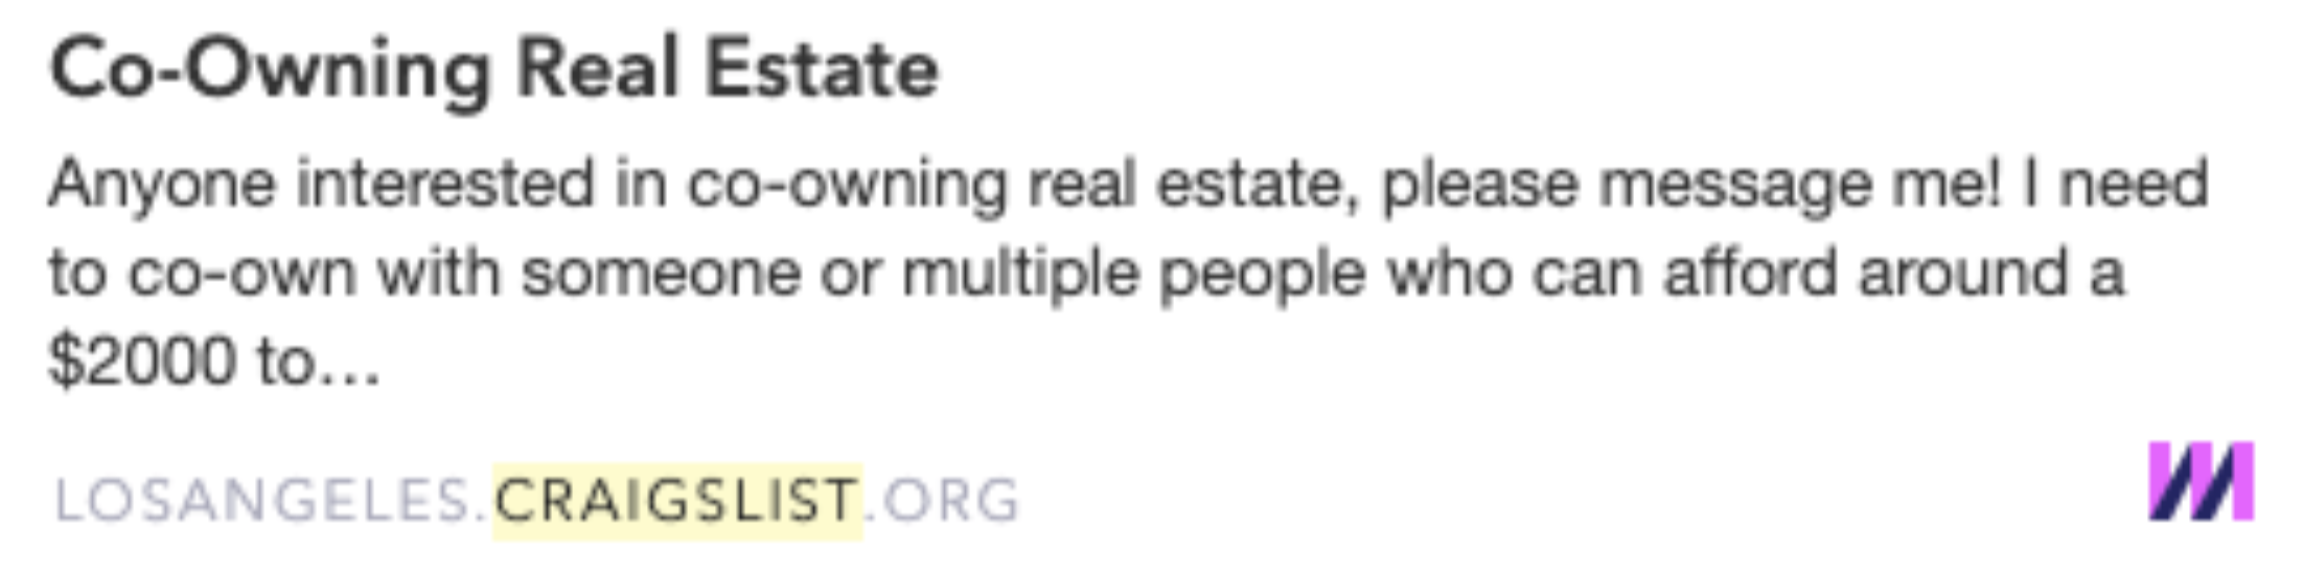 Co-Owning Real Estate
Anyone interested in co-owning real estate, please message me! I need
to co-own with someone or multiple people who can afford around a
$2000 to...
LOSANGELES.CRAIGSLIST.ORG